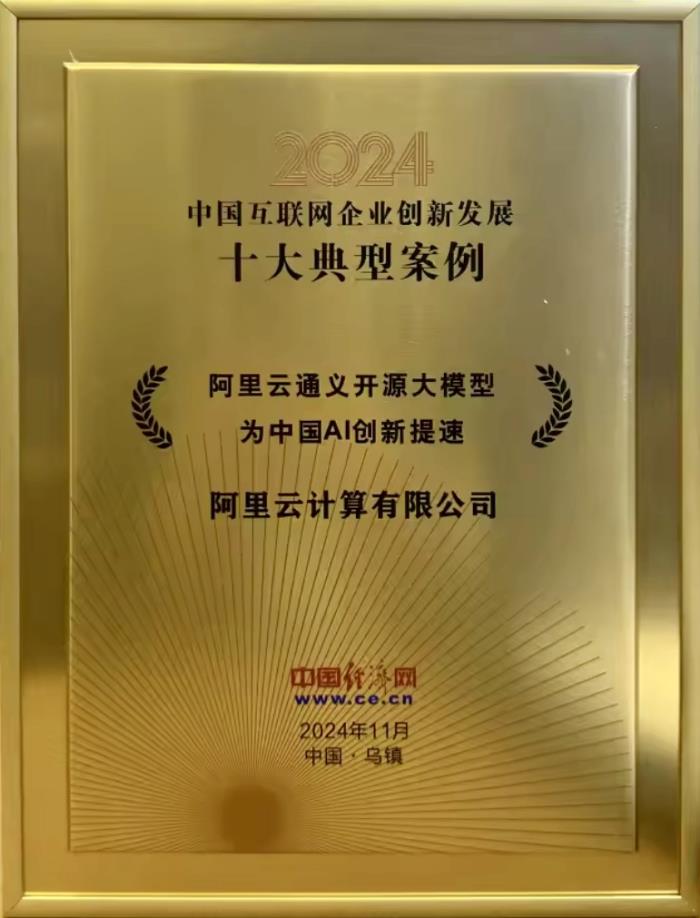 2024
中国互联网企业创新发展
十大典型案例
阿里云通义开源大模型
为中国AI创新提速
阿里云计算有限公司
中国经济网
www.ce.cn
2024年11月
中国·乌镇